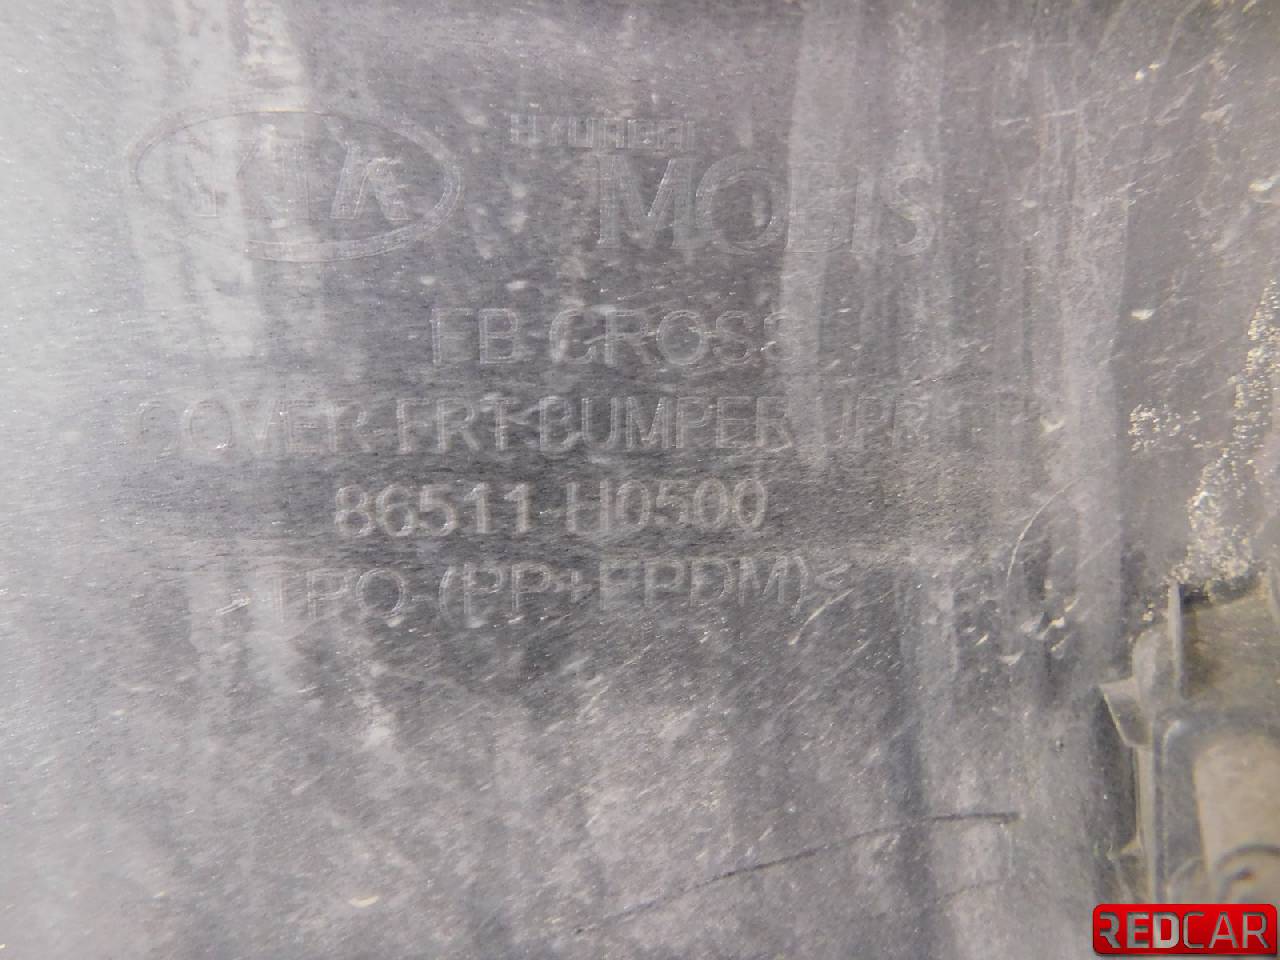 KIA
HYUNDAI
MOBIS
FB CROSS
COVER FRT BUMPER UPR
86511-H0500
TPO-(PP+EPDM)<
REDCAR